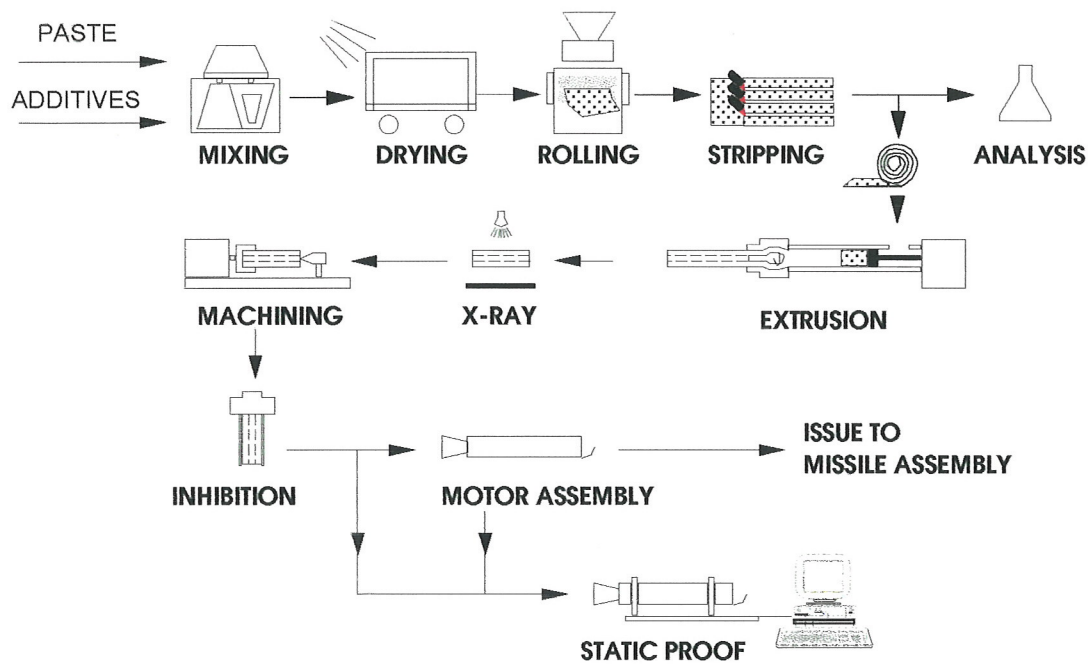 PASTE
ADDITIVES
MIXING
DRYING
ROLLING
STRIPPING
ANALYSIS
MACHINING
X-RAY
EXTRUSION
INHIBITION
MOTOR ASSEMBLY
ISSUE TO
MISSILE ASSEMBLY
STATIC PROOF